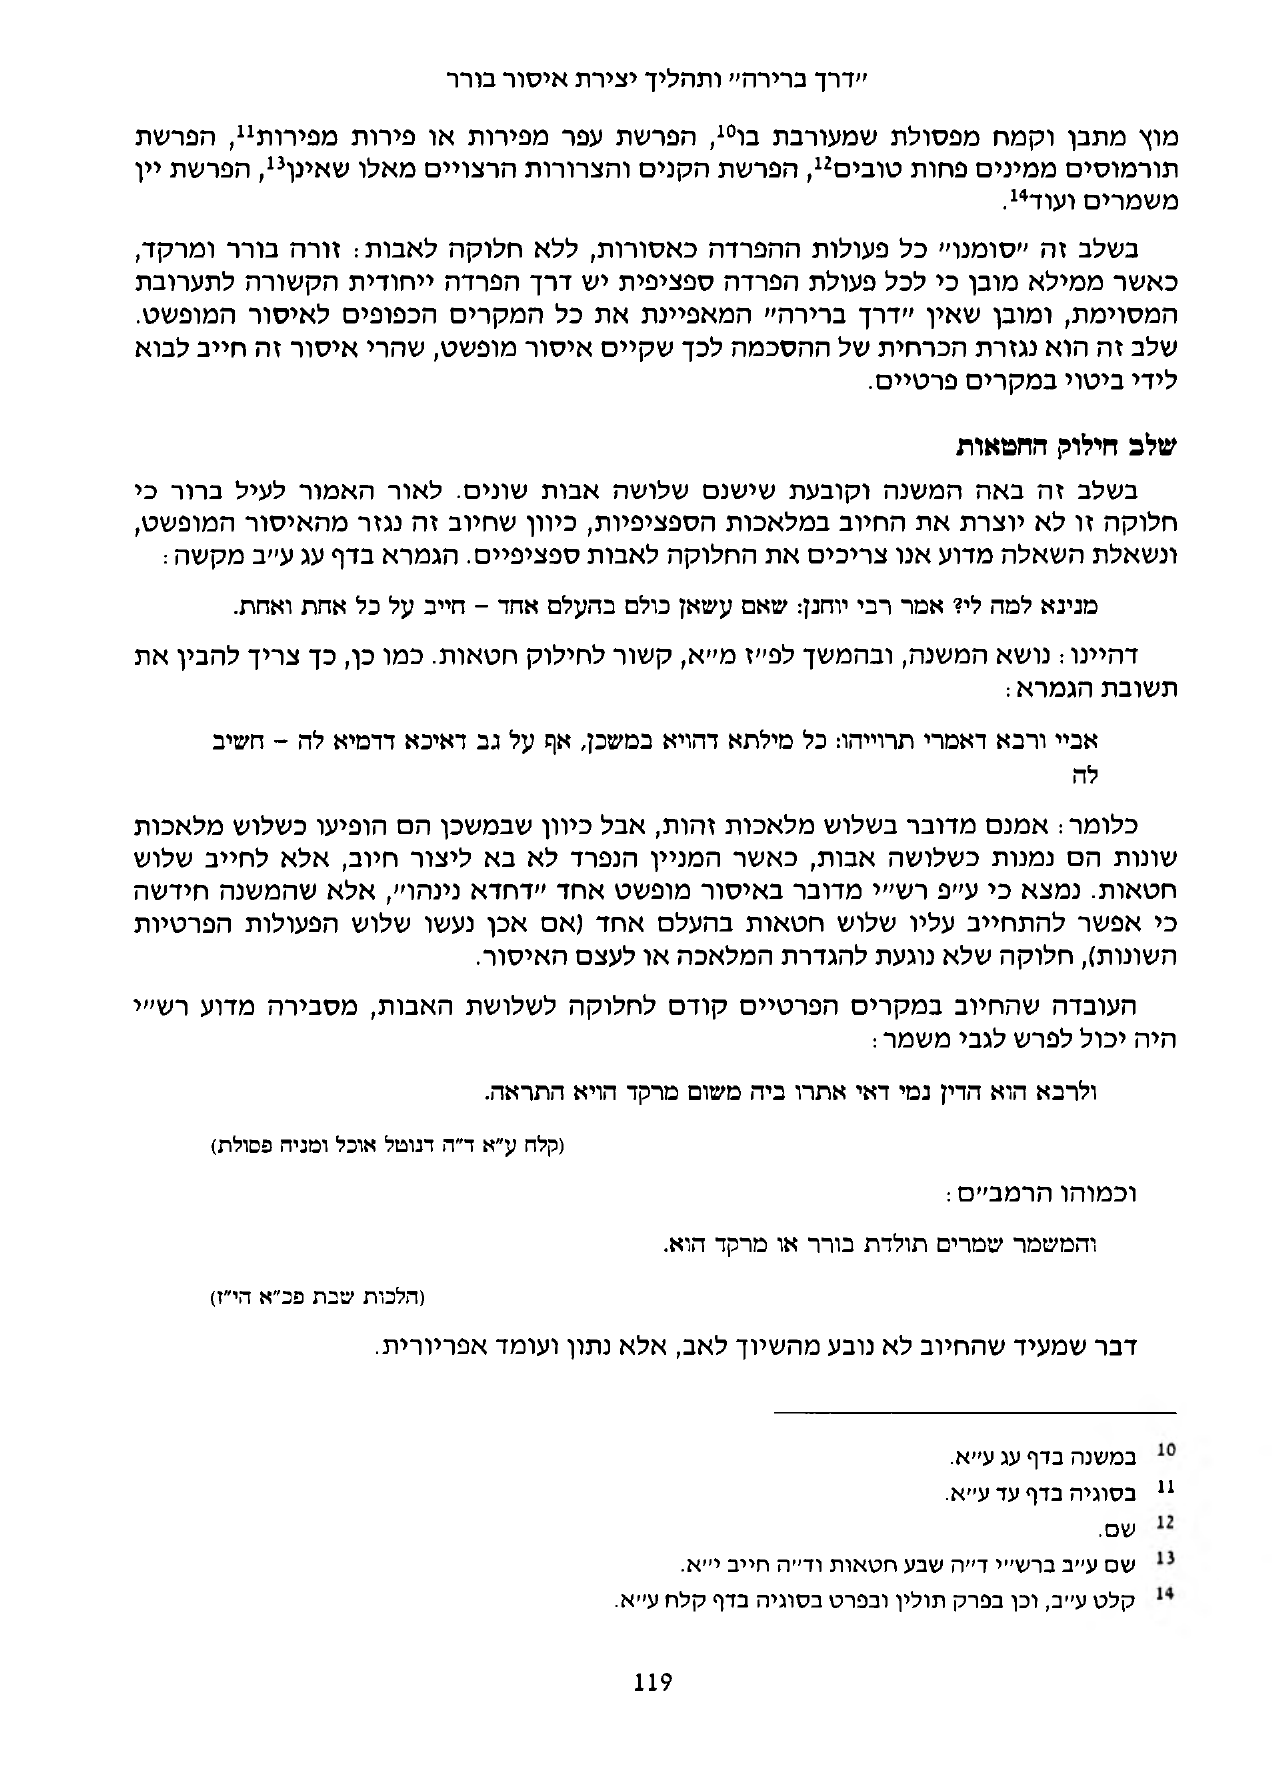 "דרך ברירה" ותהליך יצירת איסור בורר
מוץ מתבן וקמח מפסולת שמעורבת בו10, הפרשת עפר מפירות או פירות מפירות11, הפרשת
תורמוסים ממינים פחות טובים12, הפרשת הקנים והצרורות הרצויים מאלו שאינן13, הפרשת יין
משמרים ועוד14.
בשלב זה "סומנו" כל פעולות ההפרדה כאסורות, ללא חלוקה לאבות: זורה בורר ומרקד,
כאשר ממילא מובן כי לכל פעולת הפרדה ספציפית יש דרך הפרדה ייחודית הקשורה לתערובת
המסוימת, ומובן שאין "דרך ברירה" המאפיינת את כל המקרים הכפופים לאיסור המופשט.
שלב זה הוא נגזרת הכרחית של ההסכמה לכך שקיים איסור מופשט, שהרי איסור זה חייב לבוא
לידי ביטוי במקרים פרטיים.
שלב חילוק החטאות
בשלב זה באה המשנה וקובעת שישנם שלושה אבות שונים. לאור האמור לעיל ברור כי
חלוקה זו לא יוצרת את החיוב במלאכות הספציפיות, כיוון שחיוב זה נגזר מהאיסור המופשט,
ונשאלת השאלה מדוע אנו צריכים את החלוקה לאבות ספציפיים. הגמרא בדף עג ע"ב מקשה:
מנינא למה לי? אמר רבי יוחנן: שאם עשאן כולם בהעלם אחד – חייב על כל אחת ואחת.
דהיינו: נושא המשנה, ובהמשך לפ"ז מ"א, קשור לחילוק חטאות. כמו כן, כך צריך להבין את
תשובת הגמרא:
אביי ורבא דאמרי תרוייהו: כל מילתא דהויא במשכן, אף על גב דאיכא דדמיא לה – חשיב
לה
כלומר: אמנם מדובר בשלוש מלאכות זהות, אבל כיוון שבמשכן הם הופיעו כשלוש מלאכות
שונות הם נמנות כשלושה אבות, כאשר המניין הנפרד לא בא ליצור חיוב, אלא לחייב שלוש
חטאות. נמצא כי ע"פ רש"י מדובר באיסור מופשט אחד "דחדא נינהו", אלא שהמשנה חידשה
כי אפשר להתחייב עליו שלוש חטאות בהעלם אחד (אם אכן נעשו שלוש הפעולות הפרטיות
השונות), חלוקה שלא נוגעת להגדרת המלאכה או לעצם האיסור.
העובדה שהחיוב במקרים הפרטיים קודם לחלוקה לשלושת האבות, מסבירה מדוע רש"י
היה יכול לפרש לגבי משמר:
ולרבא הוא הדין נמי דאי אתרו ביה משום מרקד הויא התראה.
(קלח ע"א ד"ה דנוטל אוכל ומניה פסולת)
וכמוהו הרמב"ם:
והמשמר שמרים תולדת בורר או מרקד הוא.
(הלכות שבת פכ"א הי"ז)
דבר שמעיד שהחיוב לא נובע מהשיוך לאב, אלא נתון ועומד אפריורית.
10 במשנה בדף עג ע"א.
11 בסוגיה בדף עד ע"א.
12 שם.
13 שם ע"ב ברש"י ד"ה שבע חטאות וד"ה חייב י"א.
14 קלט ע"ב, וכן בפרק תולין ובפרט בסוגיה בדף קלח ע"א.
119